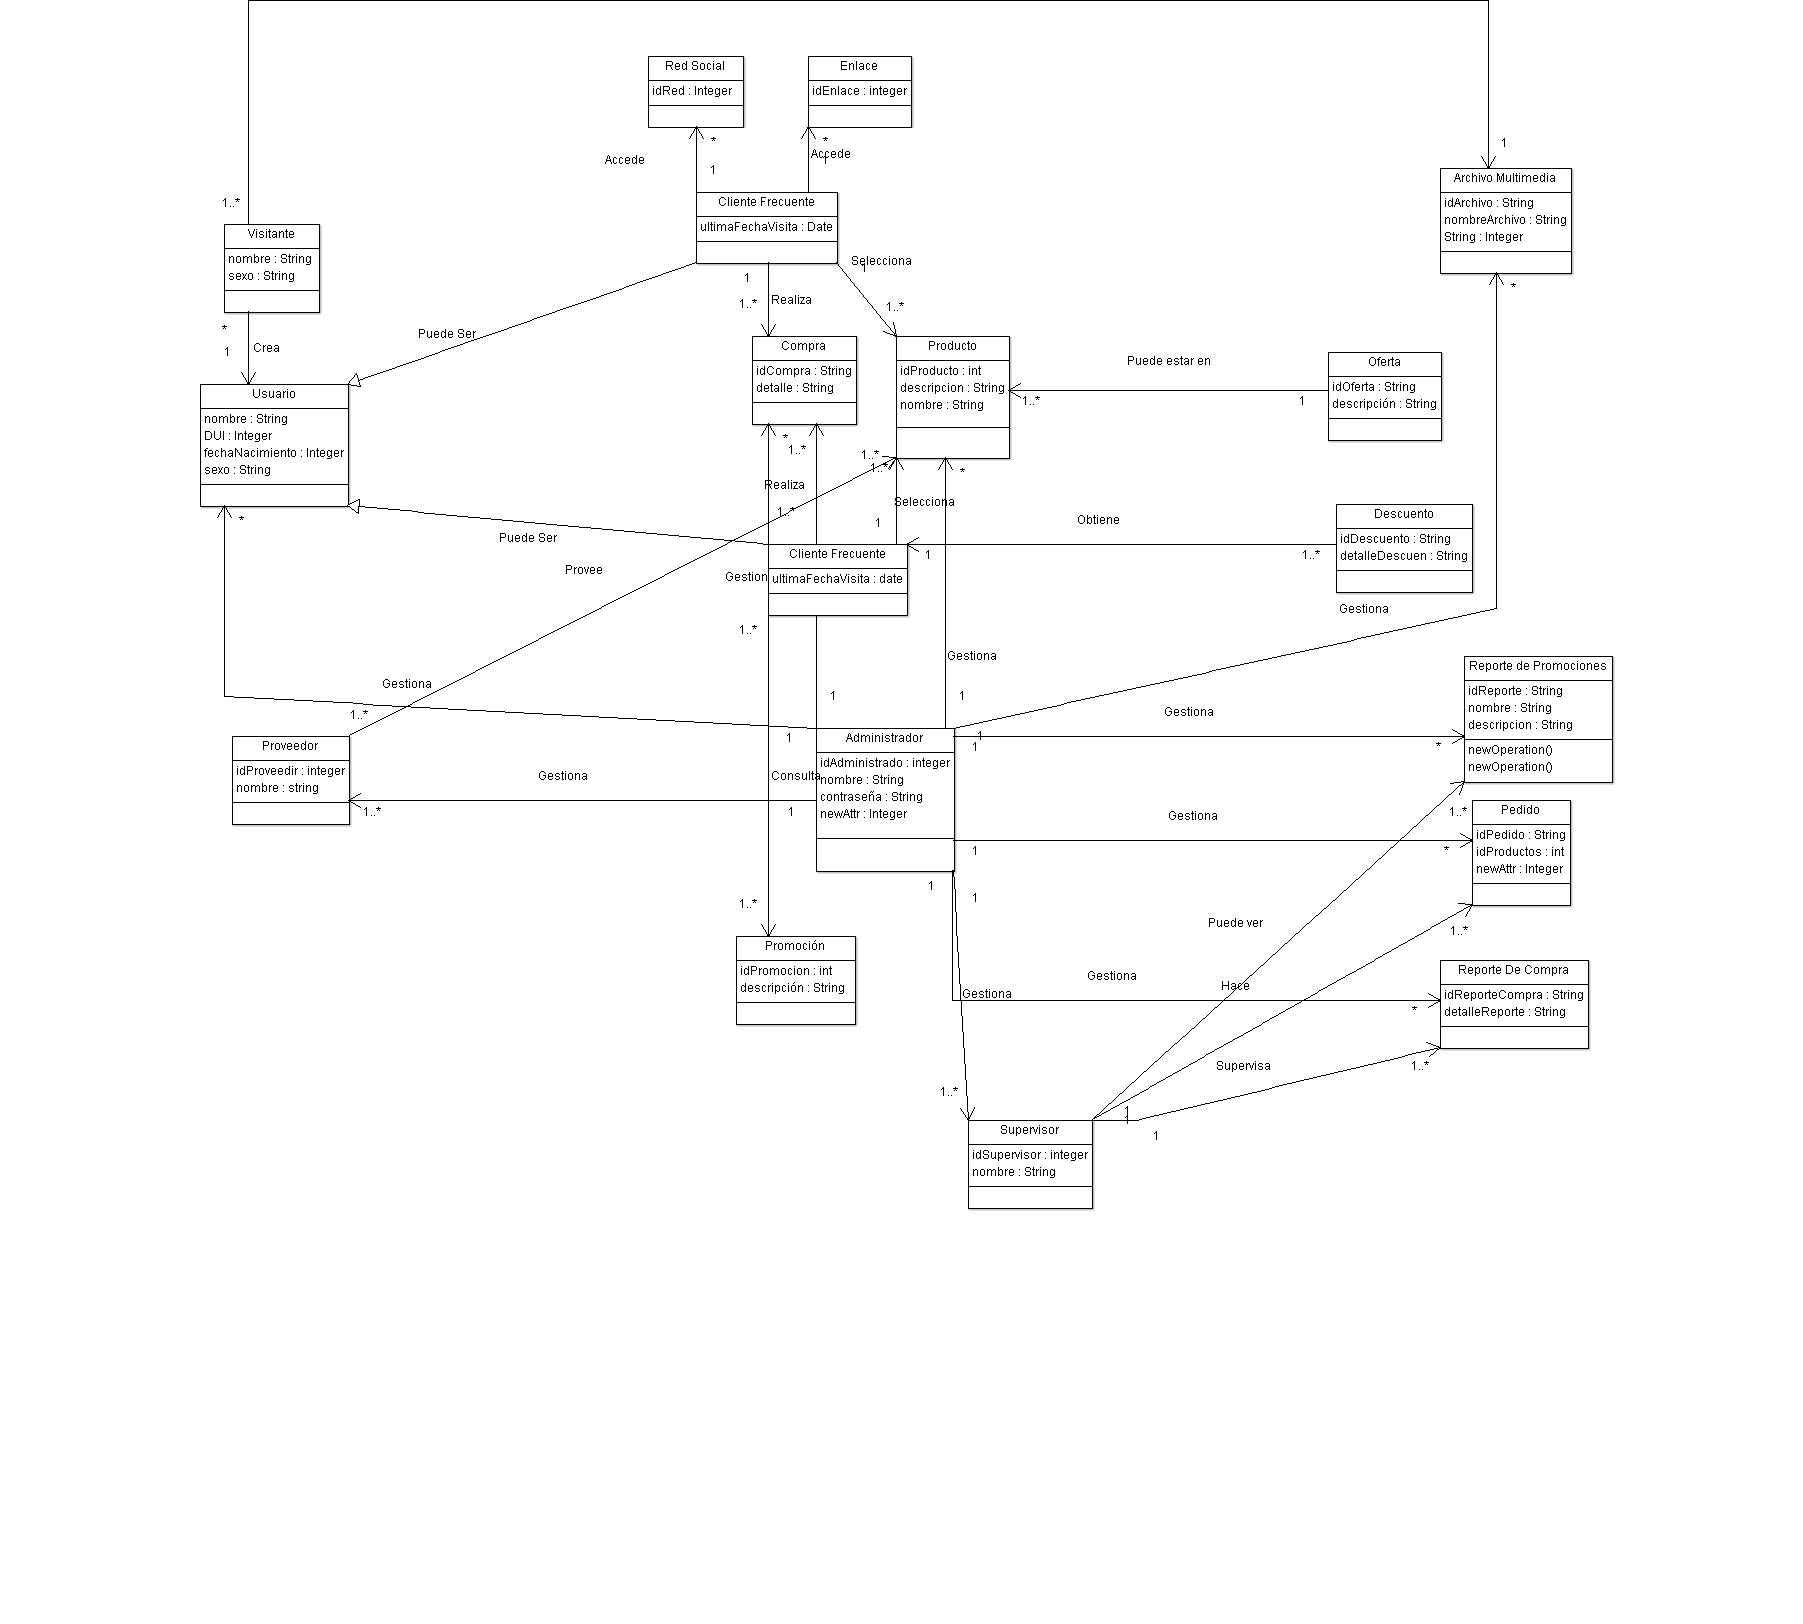 Red Social
idRed : Integer
Enlace
idEnlace : integer
*
*
1
Accede
Accede
1
1
Archivo Multimedia
idArchivo : String
nombreArchivo : String
String : Integer
1..*
Cliente Frecuente
ultimaFechaVisita : Date
Visitante
nombre : String
sexo : String
Selecciona
1
1
*
1..*
Realiza
1..*
*
1
Crea
Puede Ser
Compra
idCompra : String
detalle : String
Producto
idProducto : int
descripcion : String
nombre : String
Puede estar en
1..*
1
Oferta
idOferta : String
descripción : String
Usuario
nombre : String
DUI : Integer
fechaNacimiento : Integer
sexo : String
*
1..*
1..*
1..*
*
Realiza
Selecciona
1..*
1
*
Puede Ser
Provee
Obtiene
1
1..*
Descuento
idDescuento : String
detalleDescuen : String
Cliente Frecuente
ultimaFechaVisita : date
Gestion
Gestiona
1..*
Gestiona
Gestiona
1
1
Reporte de Promociones
idReporte : String
nombre : String
descripcion : String
newOperation()
newOperation()
1..*
Gestiona
1
1
1
*
Proveedor
idProveedir : integer
nombre : string
Gestiona
1..*
Consulta
1
Administrador
idAdministrado : integer
nombre : String
contraseña : String
newAttr : Integer
Gestiona
1
*
1..*
Pedido
idPedido : String
idProductos : int
newAttr : Integer
1
1
1..*
Puede ver
1..*
Promoción
idPromocion : int
descripción : String
Gestiona
Gestiona
Hace
*
Reporte De Compra
idReporteCompra : String
detalleReporte : String
Supervisa
1..*
1..*
1
1
1
Supervisor
idSupervisor : integer
nombre : String